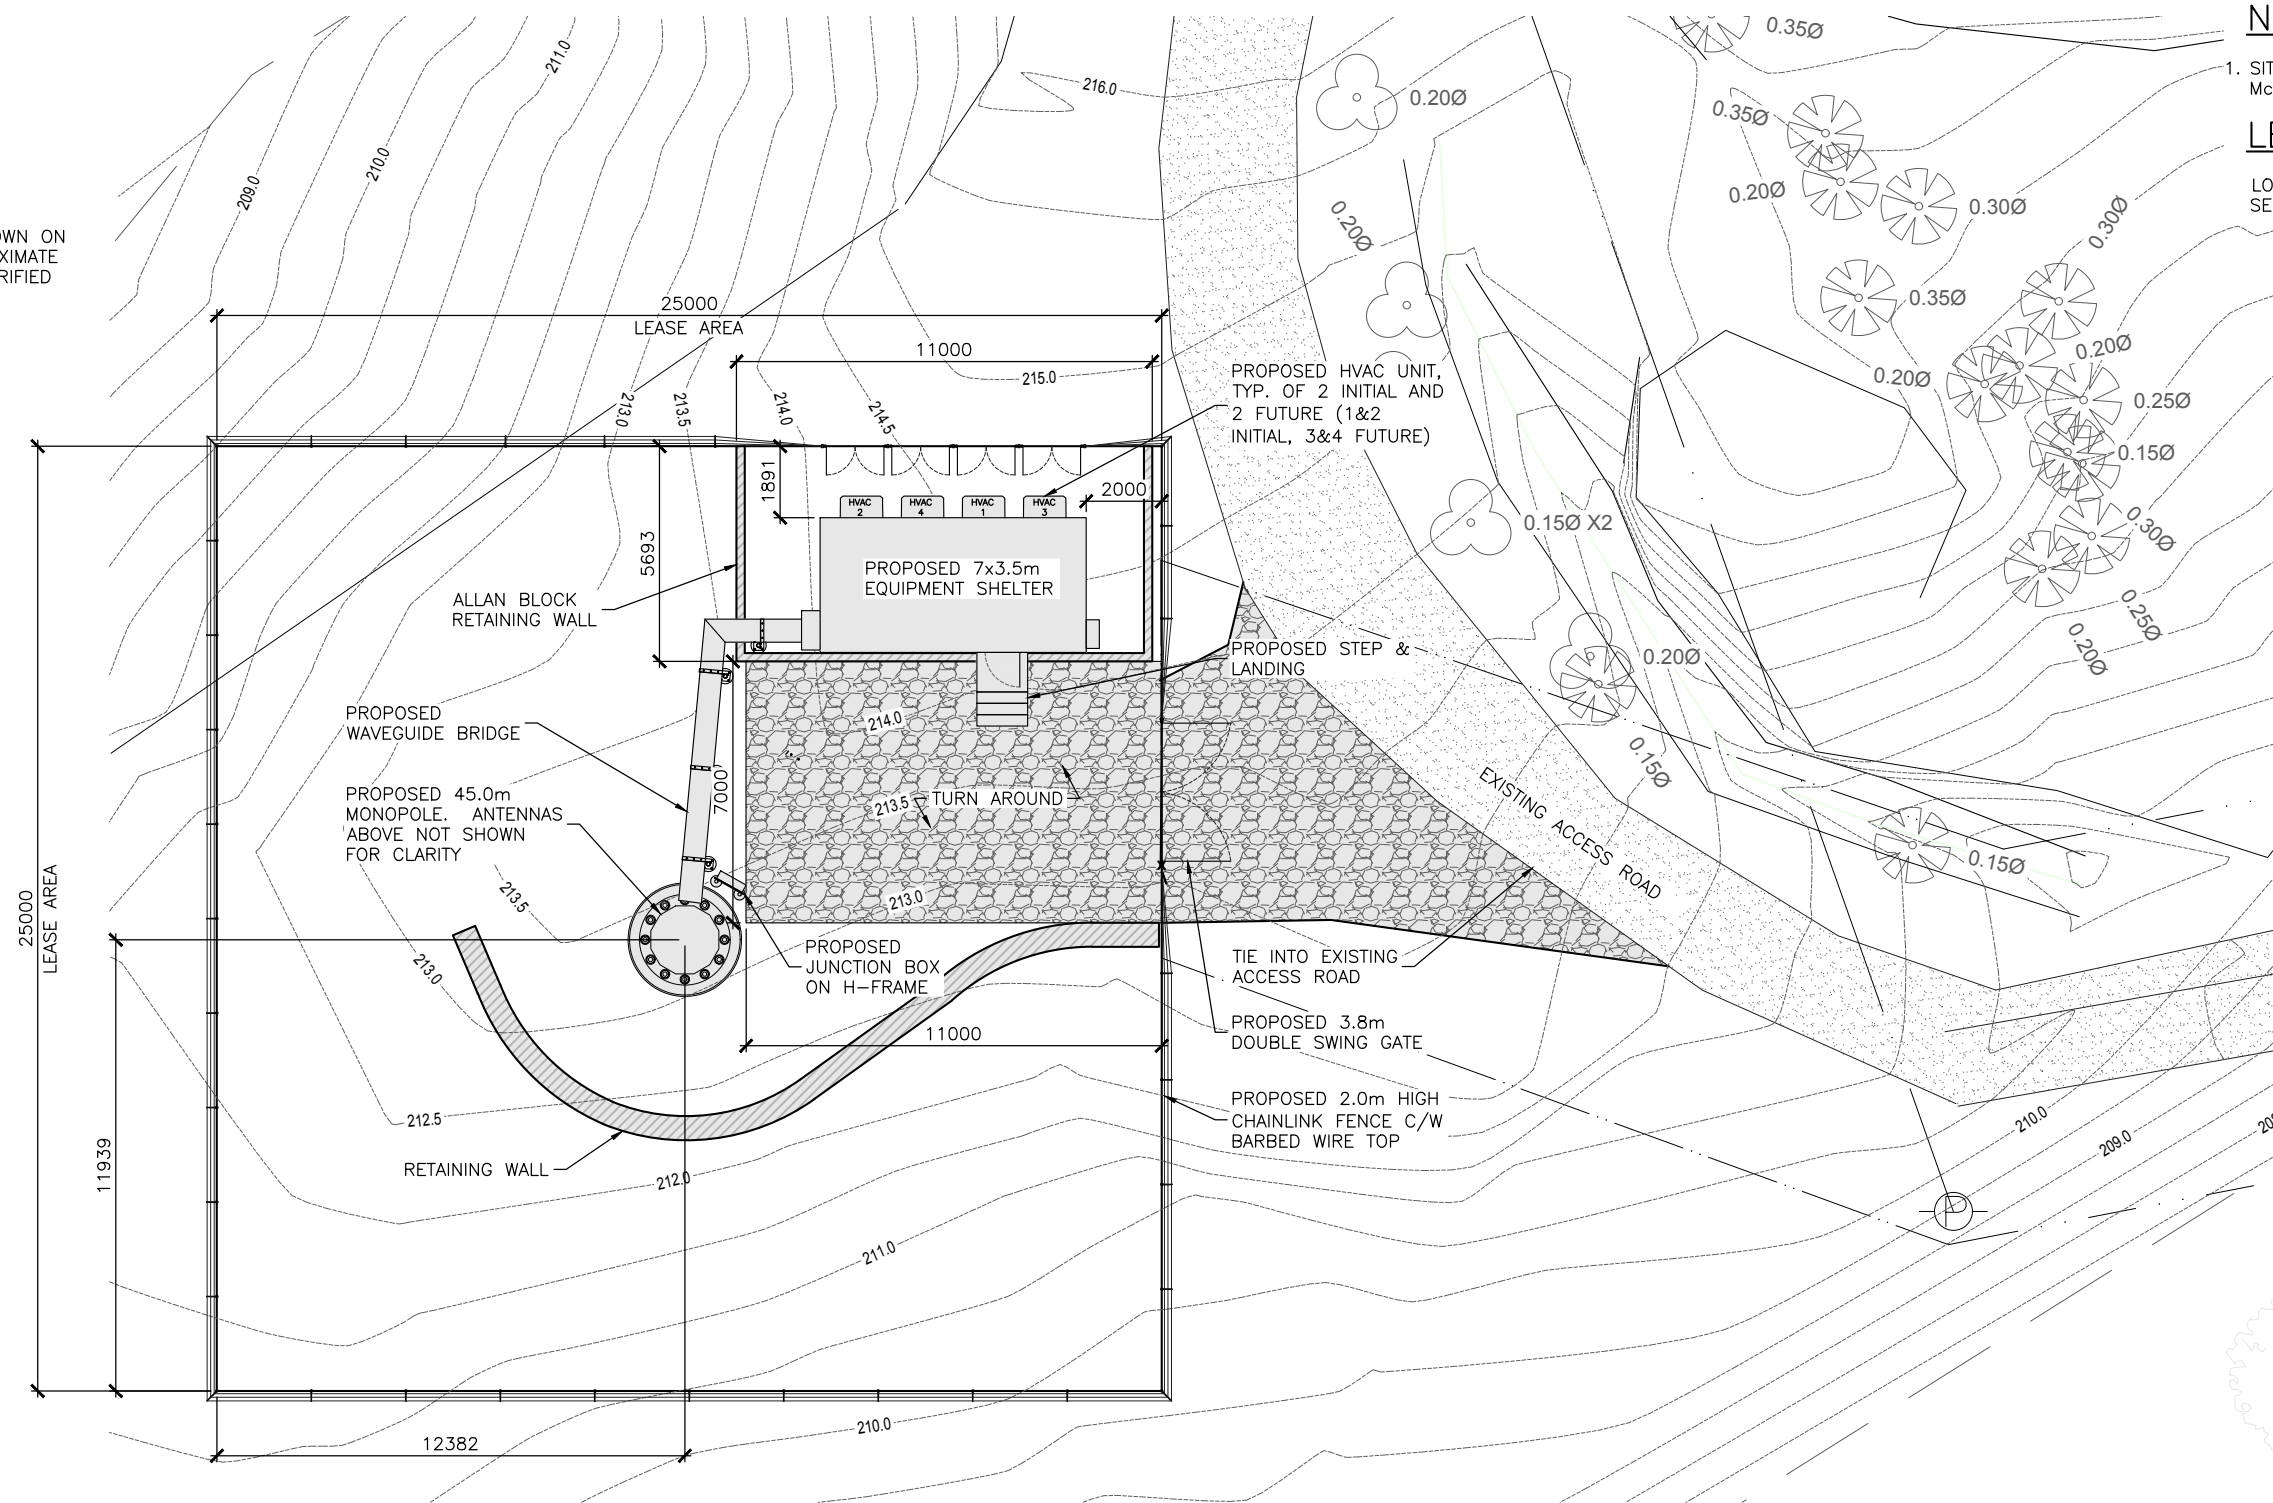 OWN ON
XIMATE
RIFIED
N
1. SIT
Mc
LE
LO
SE
209.0
210.0
211.0
216.0
0.35Ø
0.20Ø
0.35Ø
0.20Ø
0.30Ø
0.20Ø
0.30Ø
0.35Ø
0.20Ø
0.20Ø
0.25Ø
0.15Ø
0.15Ø X2
0.30Ø
0.25Ø
0.20Ø
0.20Ø
0.15Ø
0.15Ø
25000
LEASE AREA
11000
213.0
213.5
214.0
214.5
215.0
PROPOSED HVAC UNIT,
TYP. OF 2 INITIAL AND
2 FUTURE (1&2
INITIAL, 3&4 FUTURE)
1891
2000
5693
HVAC
2
HVAC
4
HVAC
1
HVAC
3
PROPOSED 7x3.5m
EQUIPMENT SHELTER
ALLAN BLOCK
RETAINING WALL
PROPOSED STEP &
LANDING
PROPOSED
WAVEGUIDE BRIDGE
7000
214.0
213.5
TURN AROUND
EXISTING ACCESS ROAD
PROPOSED 45.0m
MONOPOLE. ANTENNAS
ABOVE NOT SHOWN
FOR CLARITY
213.5
213.0
213.0
25000
LEASE AREA
PROPOSED
JUNCTION BOX
ON H-FRAME
TIE INTO EXISTING
ACCESS ROAD
11000
PROPOSED 3.8m
DOUBLE SWING GATE
PROPOSED 2.0m HIGH
CHAINLINK FENCE C/W
BARBED WIRE TOP
212.5
RETAINING WALL
212.0
11939
211.0
210.0
209.0
20
P
210.0
12382